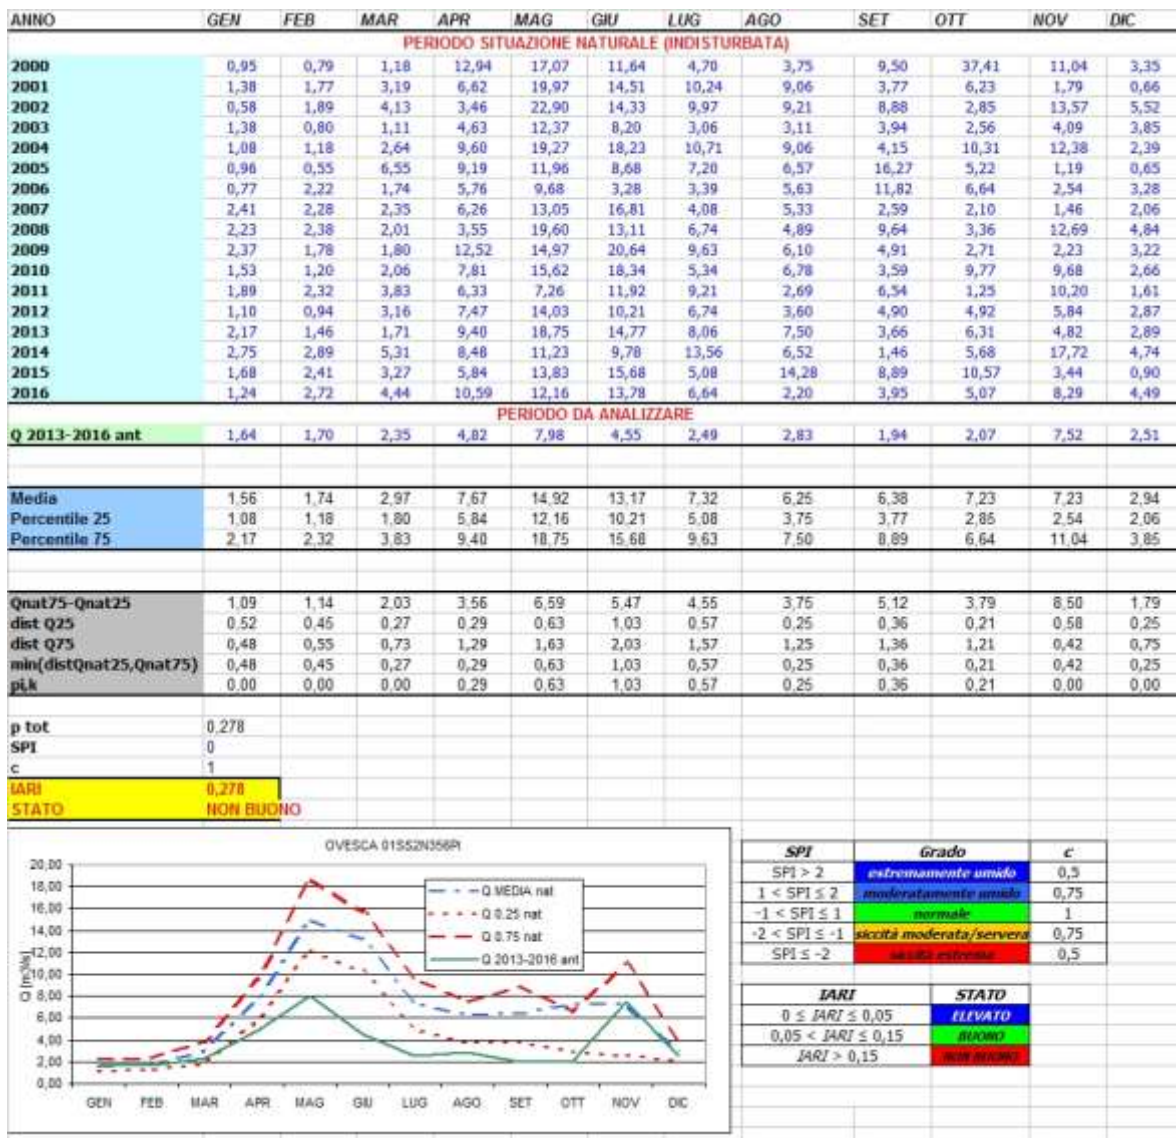 ANNO GEN FEB MAR APR MAG GIU LUG AGO SET OTT NOV DIC
PERIODO SITUAZIONE NATURALE (INDISTURBATA)
2000 0,95 0,79 1,18 12,94 17,07 11,64 4,70 3,75 9,50 37,41 11,04 3,35
2001 1,38 1,77 3,19 6,62 19,97 14,51 10,24 9,06 3,77 6,23 1,79 0,66
2002 0,58 1,89 4,13 3,46 22,90 14,33 9,97 9,21 8,88 2,85 13,57 5,52
2003 1,38 0,80 1,11 4,63 12,37 8,20 3,06 3,11 3,94 2,56 4,09 3,85
2004 1,08 1,18 2,64 9,60 19,27 18,23 10,71 9,06 4,15 10,31 12,38 2,39
2005 0,96 0,55 6,55 9,19 11,96 8,68 7,20 6,57 16,27 5,22 1,19 0,65
2006 0,77 2,22 1,74 5,76 9,68 3,28 3,39 5,63 11,82 6,64 2,54 3,28
2007 2,41 2,28 2,35 6,26 13,05 16,81 4,08 5,33 2,59 2,10 1,46 2,06
2008 2,23 2,38 2,01 3,55 19,60 13,11 6,74 4,89 9,64 3,36 12,69 4,84
2009 2,37 1,78 1,80 12,52 14,97 20,64 9,63 6,10 4,91 2,71 2,23 3,22
2010 1,53 1,20 2,06 7,81 15,62 18,34 5,34 6,78 3,59 9,77 9,68 2,66
2011 1,89 2,32 3,83 6,33 7,26 11,92 9,21 2,69 6,54 1,25 10,20 1,61
2012 1,10 0,94 3,16 7,47 14,03 10,21 6,74 3,60 4,90 4,92 5,84 2,87
2013 2,17 1,46 1,71 9,40 18,75 14,77 8,06 7,50 3,66 6,31 4,82 2,89
2014 2,75 2,89 5,31 8,48 11,23 9,78 13,56 6,52 1,46 5,68 17,72 4,74
2015 1,68 2,41 3,27 5,84 13,83 15,68 5,08 14,28 8,89 10,57 3,44 0,90
2016 1,24 2,72 4,44 10,59 12,16 13,78 6,64 2,20 3,95 5,07 8,29 4,49
PERIODO DA ANALIZZARE
Q 2013-2016 ant 1,64 1,70 2,35 4,82 7,98 4,55 2,49 2,83 1,94 2,07 7,52 2,51
Media 1,56 1,74 2,97 7,67 14,92 13,17 7,32 6,25 6,38 7,23 7,23 2,94
Percentile 25 1,08 1,18 1,80 5,84 12,16 10,21 5,08 3,75 3,77 2,85 2,54 2,06
Percentile 75 2,17 2,32 3,83 9,40 18,75 15,68 9,63 7,50 8,89 6,64 11,04 3,85
Qnat75-Qnat25 1,09 1,14 2,03 3,56 6,59 5,47 4,55 3,75 5,12 3,79 8,50 1,79
dist Q25 0,52 0,45 0,27 0,29 0,63 1,03 0,57 0,25 0,36 0,21 0,58 0,25
dist Q75 0,48 0,55 0,73 1,29 1,63 2,03 1,57 1,25 1,36 1,21 0,42 0,75
min(distQnat25,Qnat75) 0,48 0,45 0,27 0,29 0,63 1,03 0,57 0,25 0,36 0,21 0,42 0,25
pi,k 0,00 0,00 0,00 0,29 0,63 1,03 0,57 0,25 0,36 0,21 0,00 0,00
p tot 0,278
SPI 0
c 1
IARI 0,278
STATO NON BUONO
OVESCA 01SS2N356PI
Q [m3/s]
20,00
18,00
16,00
14,00
12,00
10,00
8,00
6,00
4,00
2,00
0,00
Q MEDIA nat
Q 0.25 nat
Q 0.75 nat
Q 2013-2016 ant
GEN FEB MAR APR MAG GIU LUG AGO SET OTT NOV DIC
SPI Grado c
SPI > 2 estremamente umido 0,5
1 < SPI ≤ 2 moderatamente umido 0,75
-1 < SPI ≤ 1 normale 1
-2 < SPI ≤ -1 siccità moderata/servera 0,75
SPI ≤ -2 siccità estrema 0,5
IARI STATO
0 ≤ IARI ≤ 0,05 ELEVATO
0,05 < IARI ≤ 0,15 BUONO
IARI > 0,15 NON BUONO